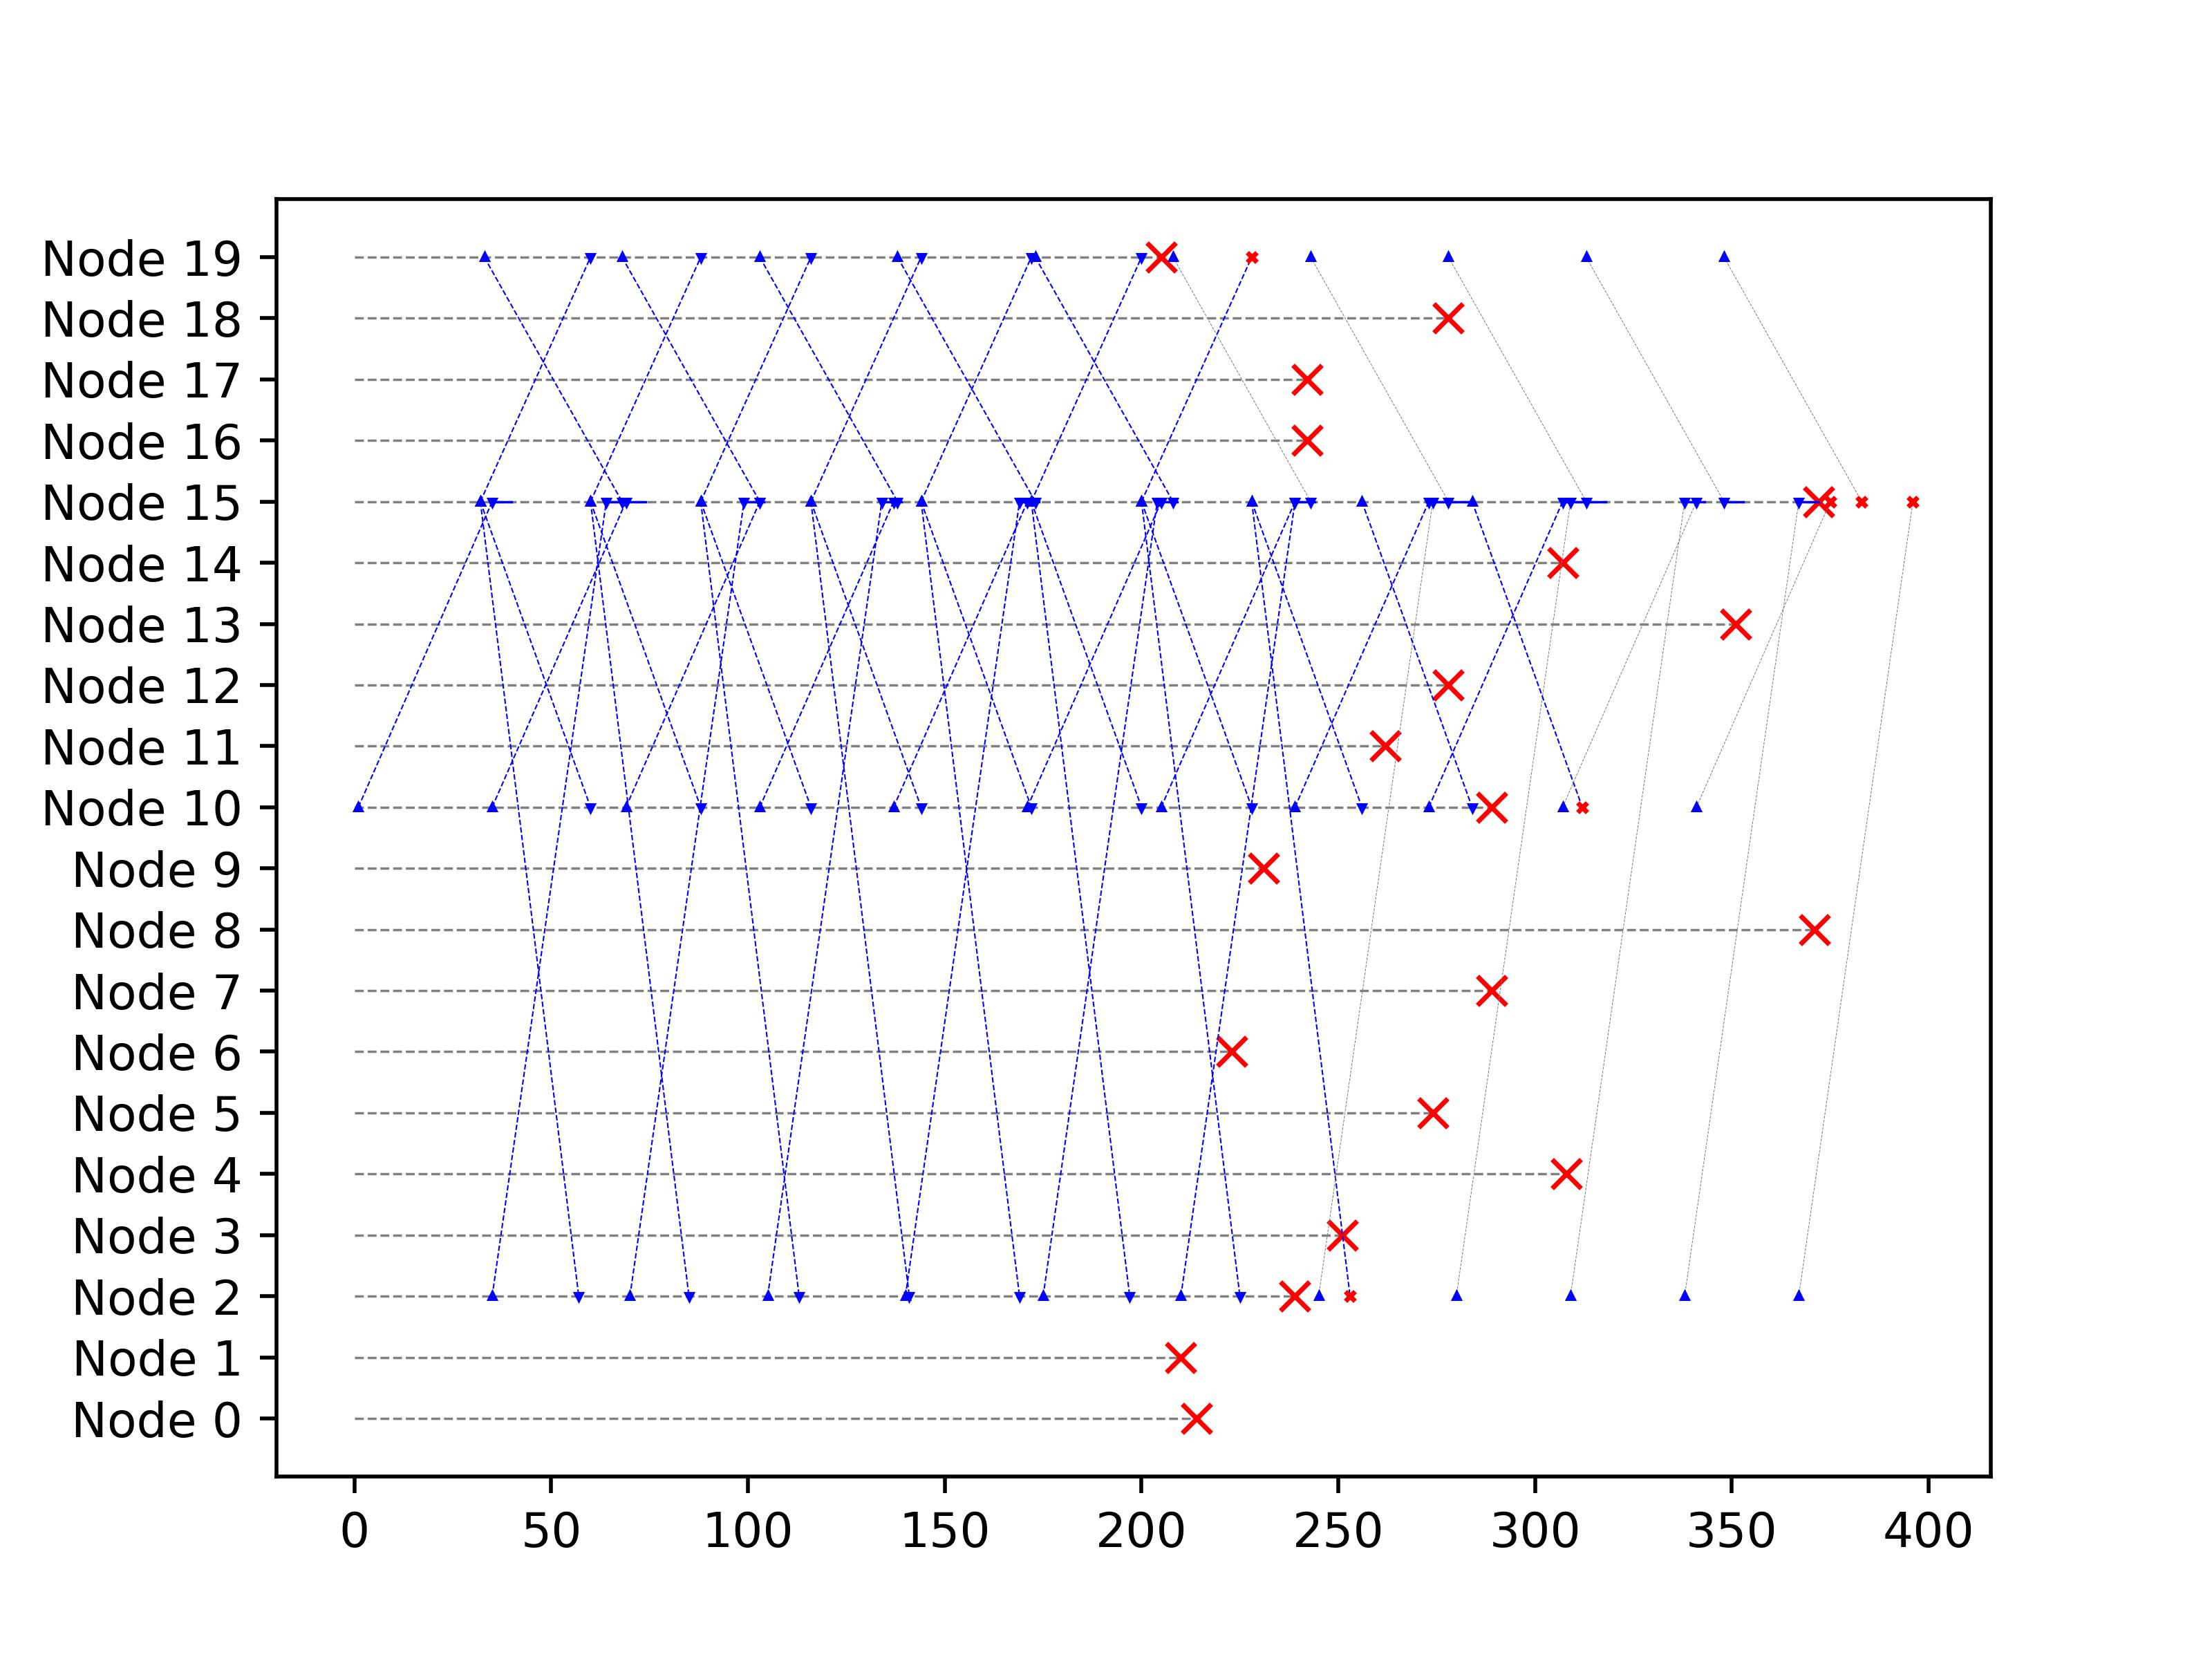 Node 19
Node 18
Node 17
Node 16
Node 15
Node 14
Node 13
Node 12
Node 11
Node 10
Node 9
Node 8
Node 7
Node 6
Node 5
Node 4
Node 3
Node 2
Node 1
Node 0
0 50 100 150 200 250 300 350 400